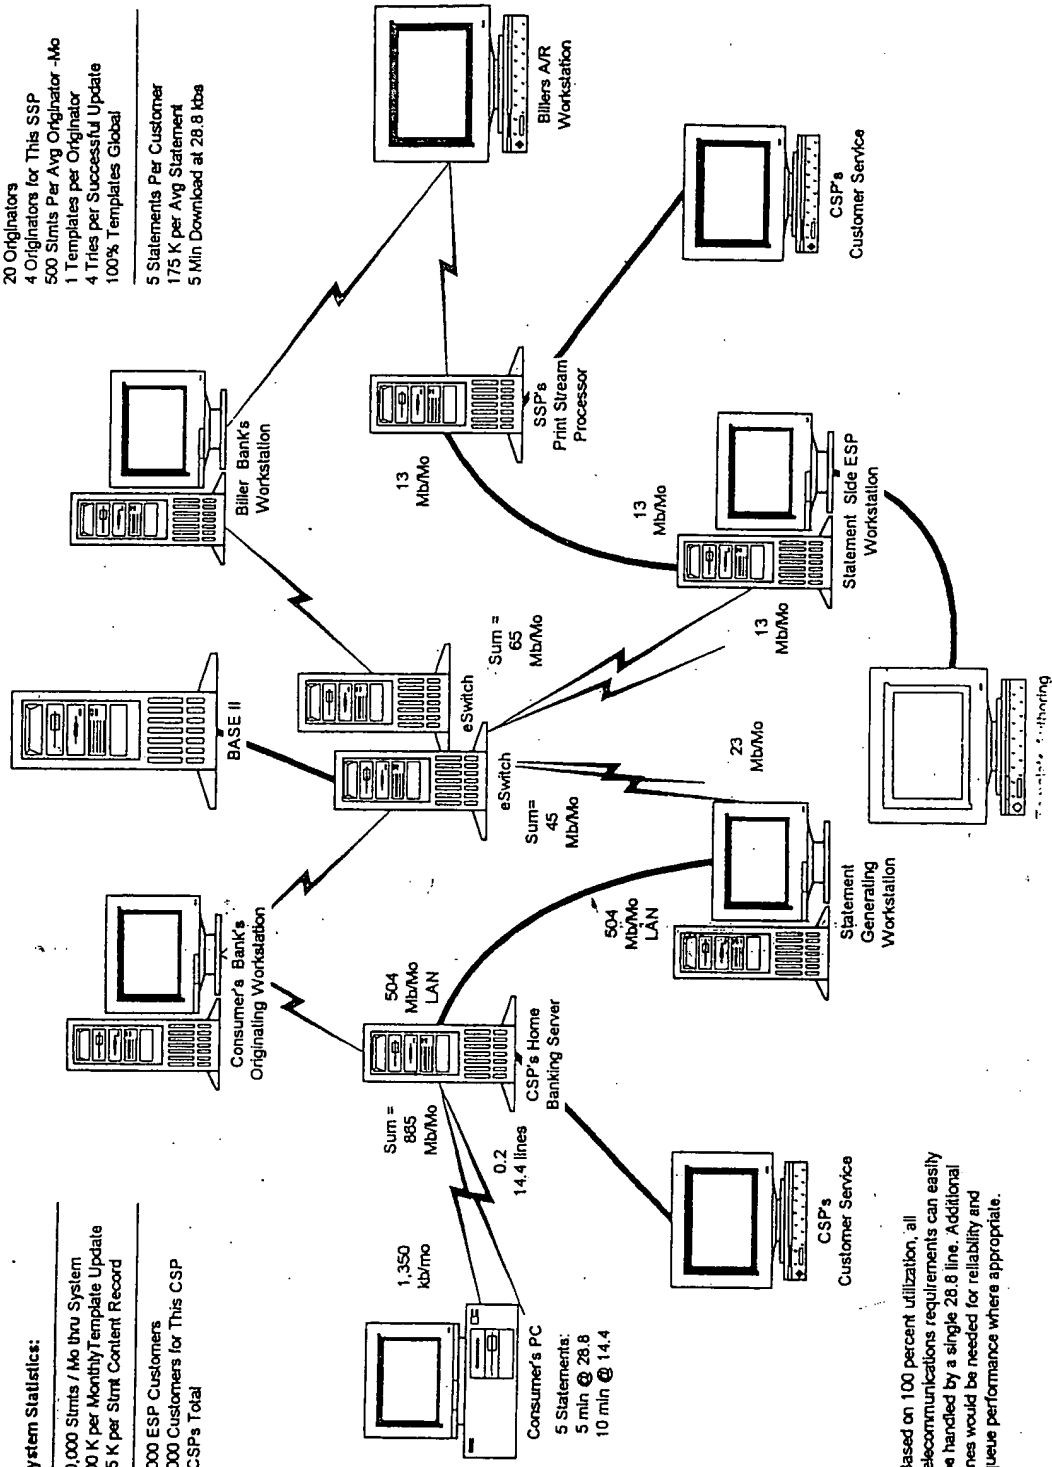 ystem Statistics:
,000 Stmts / Mo thru System
00 K per MonthlyTemplate Update
5 K per Stmt Content Record
000 ESP Customers
000 Customers for This CSP
CSPs Total
20 Originators
4 Originators for This SSP
500 Stmts Per Avg Originator -Mo
1 Templates per Originator
4 Tries per Successful Update
100% Templates Global
5 Statements Per Customer
175 K per Avg Statement
5 Min Download at 28.8 kbs
BASE II
Consumer's Bank's
Originating Workstation
Biller Bank's
Workstation
eSwitch
eSwitch
Sum =
65
Mb/Mo
Sum=
45
Mb/Mo
Billers A/R
Workstation
13
Mb/Mo
SSP's
Print Stream
Processor
504
Mb/Mo
LAN
Sum =
885
Mb/Mo
CSP's Home
Banking Server
0.2
14.4 lines
1,350
kb/mo
Consumer's PC
5 Statements:
5 min @ 28.8
10 min @ 14.4
504
Mb/Mo
LAN
23
Mb/Mo
13
Mb/Mo
13
Mb/Mo
CSP's
Customer Service
CSP's
Customer Service
Statement
Generating
Workstation
Statement Side ESP
Workstation
ased on 100 percent utilization, all
elecommunications requirements can easily
e handled by a single 28.8 line. Additional
nes would be needed for reliability and
ueue performance where appropriate.